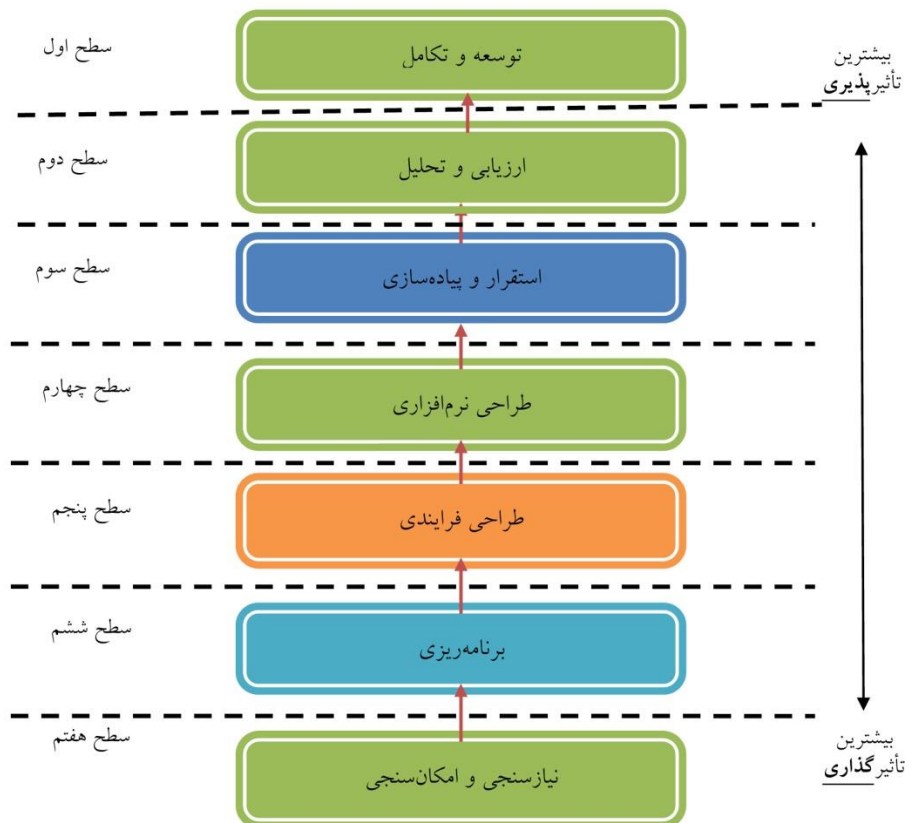 سطح اول
توسعه و تکامل
بیشترین
تأثیرپذیری
سطح دوم
ارزیابی و تحلیل
سطح سوم
استقرار و پیاده‌سازی
سطح چهارم
طراحی نرم‌افزاری
سطح پنجم
طراحی فرایندی
سطح ششم
برنامه‌ریزی
سطح هفتم
نیازسنجی و امکان‌سنجی
بیشترین
تأثیرگذاری